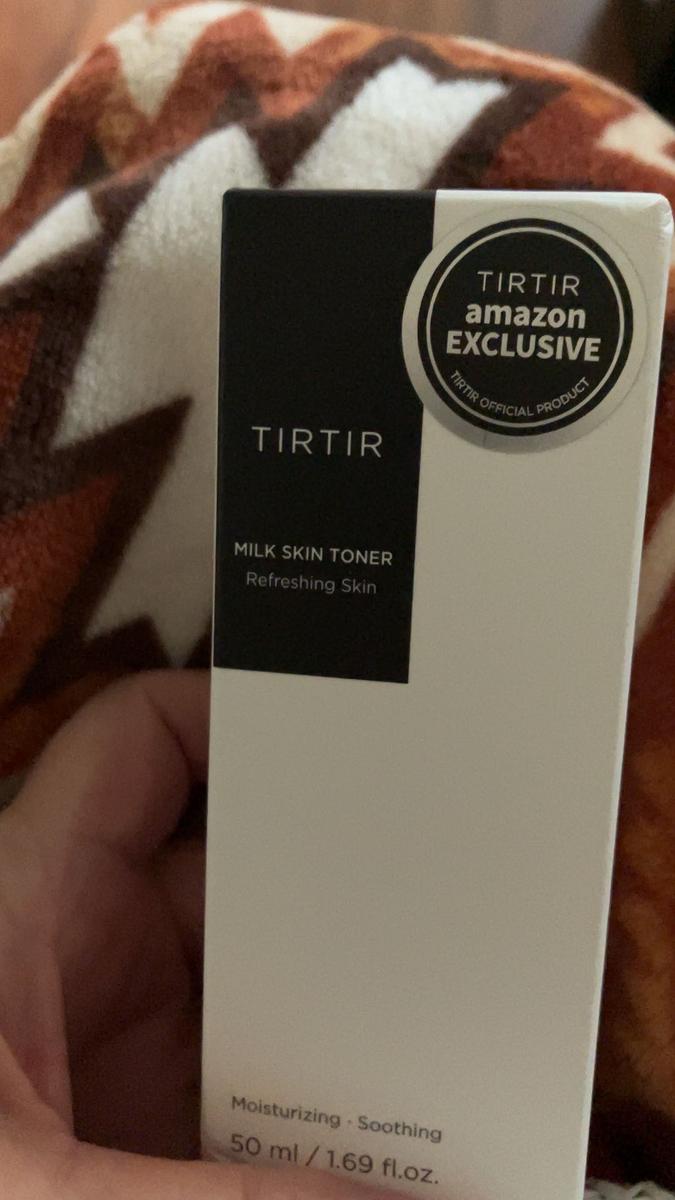 TIRTIR
amazon
EXCLUSIVE
TIRTIR OFFICIAL PRODUCT
TIRTIR
MILK SKIN TONER
Refreshing Skin
Moisturizing · Soothing
50 ml / 1.69 fl.oz.